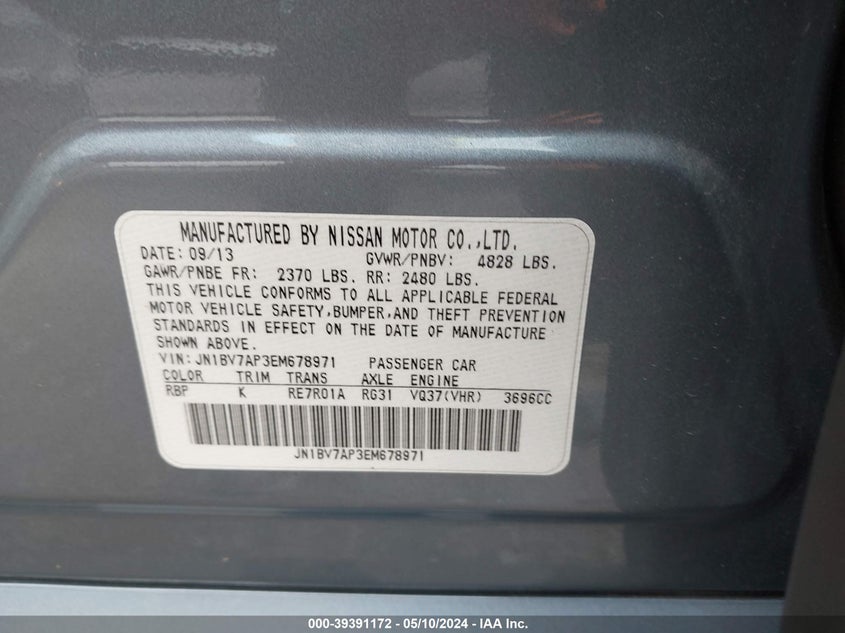 MANUFACTURED BY NISSAN MOTOR CO.,LTD.
DATE: 09/13 GVWR/PNBV: 4828 LBS.
GAWR/PNBE FR: 2370 LBS. RR: 2480 LBS.
THIS VEHICLE CONFORMS TO ALL APPLICABLE FEDERAL
MOTOR VEHICLE SAFETY,BUMPER,AND THEFT PREVENTION
STANDARDS IN EFFECT ON THE DATE OF MANUFACTURE
SHOWN ABOVE.
VIN: JN1BV7AP3EM678971 PASSENGER CAR
COLOR TRIM TRANS AXLE ENGINE
RBP K RE7R01A RG31 VQ37(VHR) 3696CC
JN1BV7AP3EM678971
000-39391172 - 05/10/2024 - IAA Inc.